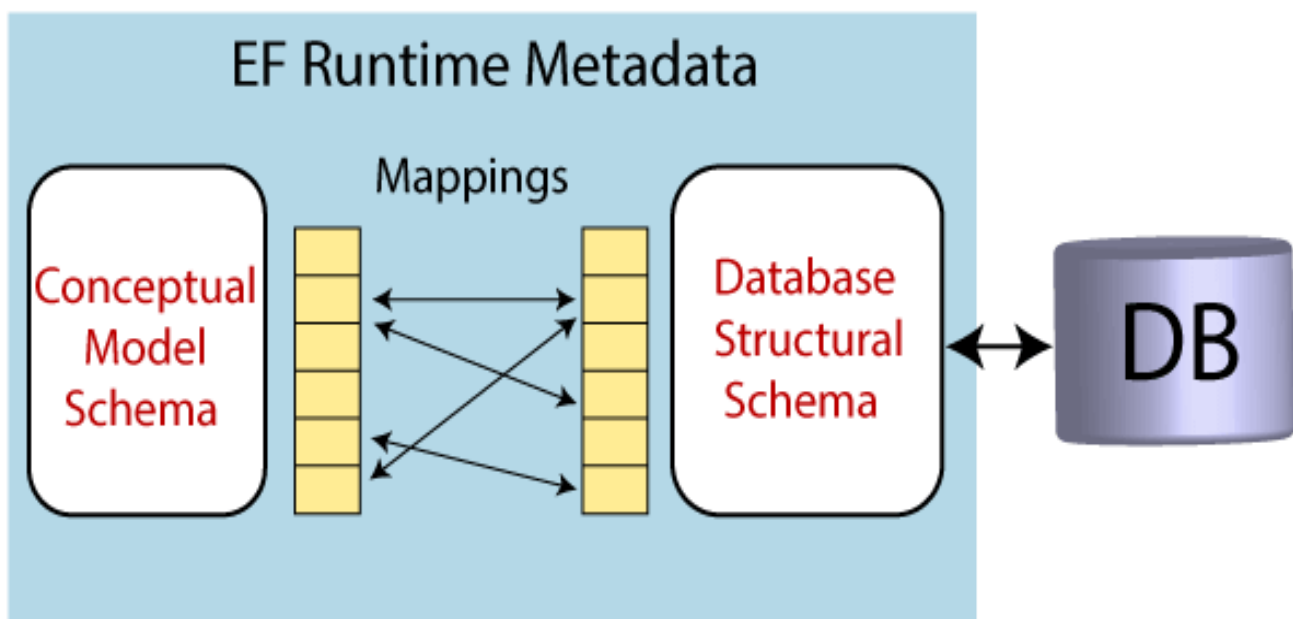 EF Runtime Metadata
Mappings
Conceptual
Model
Schema
Database
Structural
Schema
DB